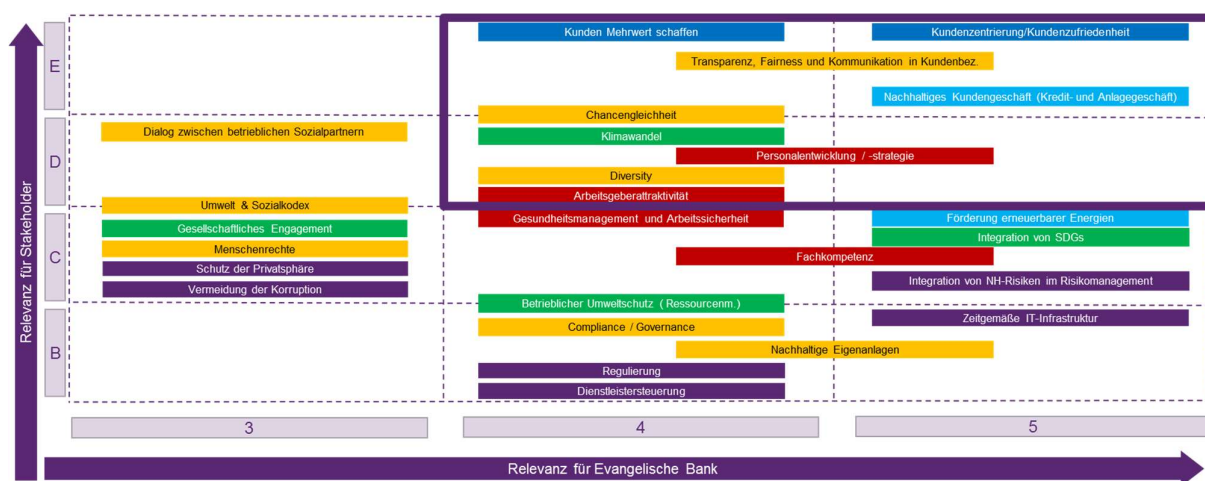 Relevanz für Stakeholder
E
Kunden Mehrwert schaffen
Kundenzentrierung/Kundenzufriedenheit
Transparenz, Fairness und Kommunikation in Kundenbez.
Nachhaltiges Kundengeschäft (Kredit- und Anlagegeschäft)
Chancengleichheit
D
Dialog zwischen betrieblichen Sozialpartnern
Klimawandel
Personalentwicklung / -strategie
Diversity
Arbeitsgeberattraktivität
Umwelt & Sozialkodex
C
Gesundheitsmanagement und Arbeitssicherheit
Förderung erneuerbarer Energien
Gesellschaftliches Engagement
Integration von SDGs
Menschenrechte
Fachkompetenz
Schutz der Privatsphäre
Integration von NH-Risiken im Risikomanagement
Vermeidung der Korruption
Betrieblicher Umweltschutz (Ressourcenm.)
B
Zeitgemäße IT-Infrastruktur
Compliance / Governance
Nachhaltige Eigenanlagen
Regulierung
Dienstleistersteuerung
3
4
5
Relevanz für Evangelische Bank